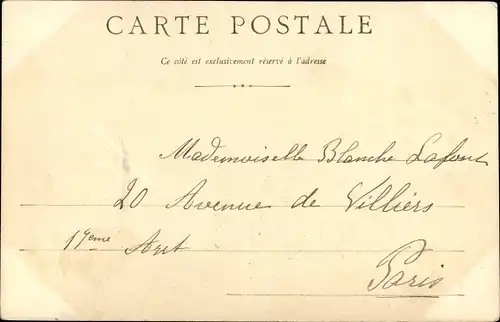 CARTE POSTALE
Ce côté est exclusivement réservé à l'adresse
Mademoiselle Blanche Lafont
20 Avenue de Villiers
17eme Arrt
Paris